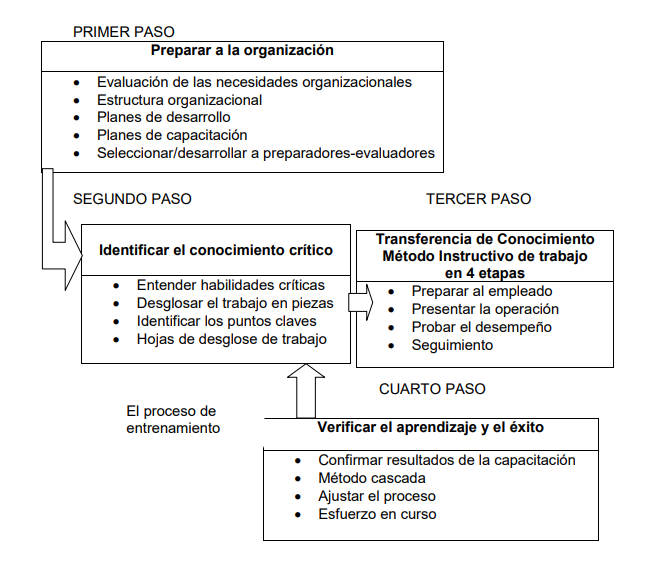 PRIMER PASO
Preparar a la organización
• Evaluación de las necesidades organizacionales
• Estructura organizacional
• Planes de desarrollo
• Planes de capacitación
• Seleccionar/desarrollar a preparadores-evaluadores
SEGUNDO PASO
Identificar el conocimiento crítico
• Entender habilidades críticas
• Desglosar el trabajo en piezas
• Identificar los puntos claves
• Hojas de desglose de trabajo
TERCER PASO
Transferencia de Conocimiento
Método Instructivo de trabajo
en 4 etapas
• Preparar al empleado
• Presentar la operación
• Probar el desempeño
• Seguimiento
CUARTO PASO
Verificar el aprendizaje y el éxito
• Confirmar resultados de la capacitación
• Método cascada
• Ajustar el proceso
• Esfuerzo en curso
El proceso de
entrenamiento